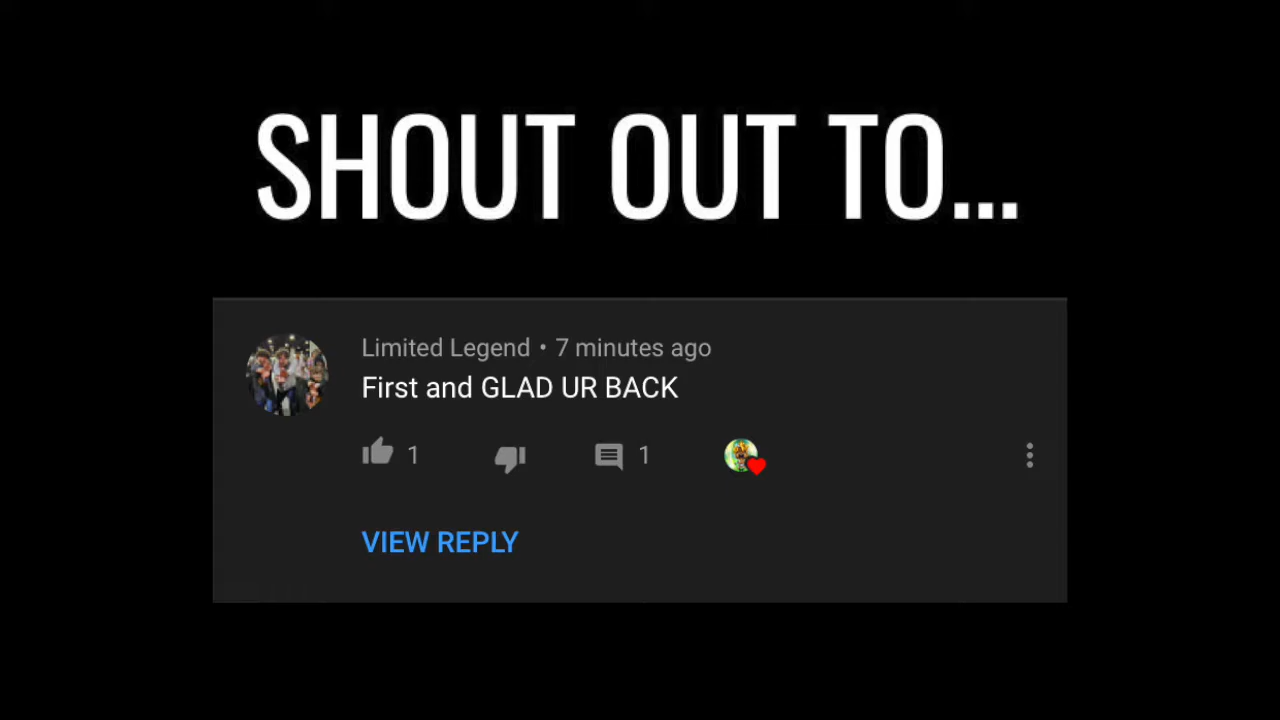 SHOUT OUT TO...
Limited Legend • 7 minutes ago
First and GLAD UR BACK
1 1
VIEW REPLY